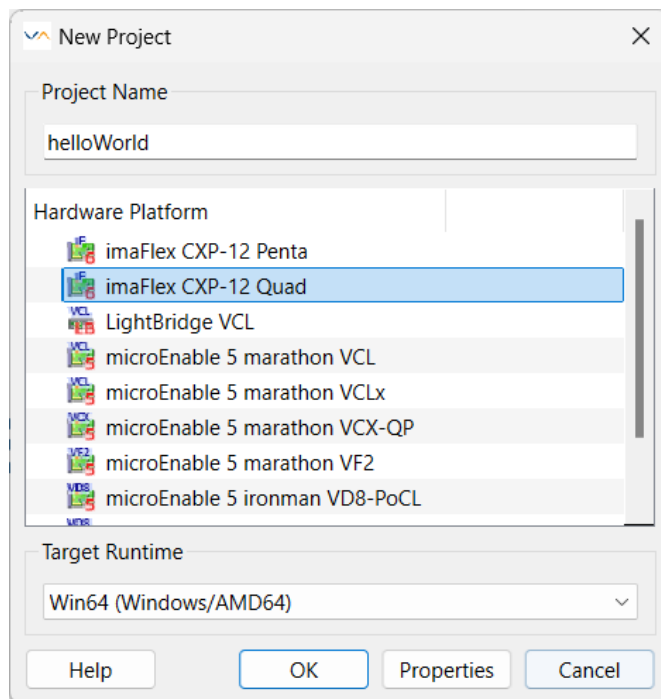 New Project
Project Name
helloWorld
Hardware Platform
imaFlex CXP-12 Penta
imaFlex CXP-12 Quad
LightBridge VCL
microEnable 5 marathon VCL
microEnable 5 marathon VCLx
microEnable 5 marathon VCX-QP
microEnable 5 marathon VF2
microEnable 5 ironman VD8-PoCL
Target Runtime
Win64 (Windows/AMD64)
Help OK Properties Cancel